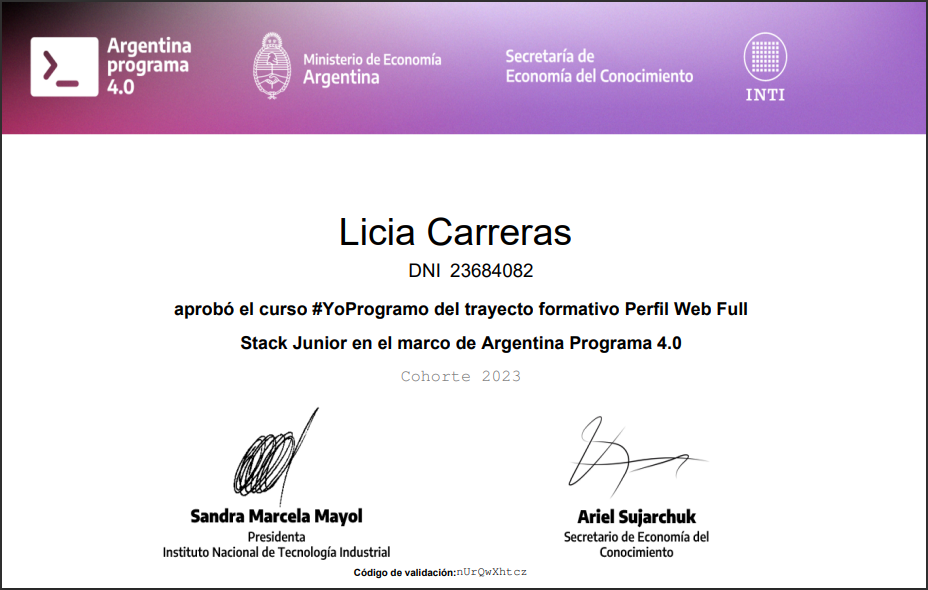 Argentina
programa
4.0
Ministerio de Economía
Argentina
Secretaría de
Economía del Conocimiento
INTI
Licia Carreras
DNI 23684082
aprobó el curso #YoProgramo del trayecto formativo Perfil Web Full
Stack Junior en el marco de Argentina Programa 4.0
Cohorte 2023
Sandra Marcela Mayol
Presidenta
Instituto Nacional de Tecnología Industrial
Ariel Sujarchuk
Secretario de Economía del
Conocimiento
Código de validación:nUrQwXhtcz